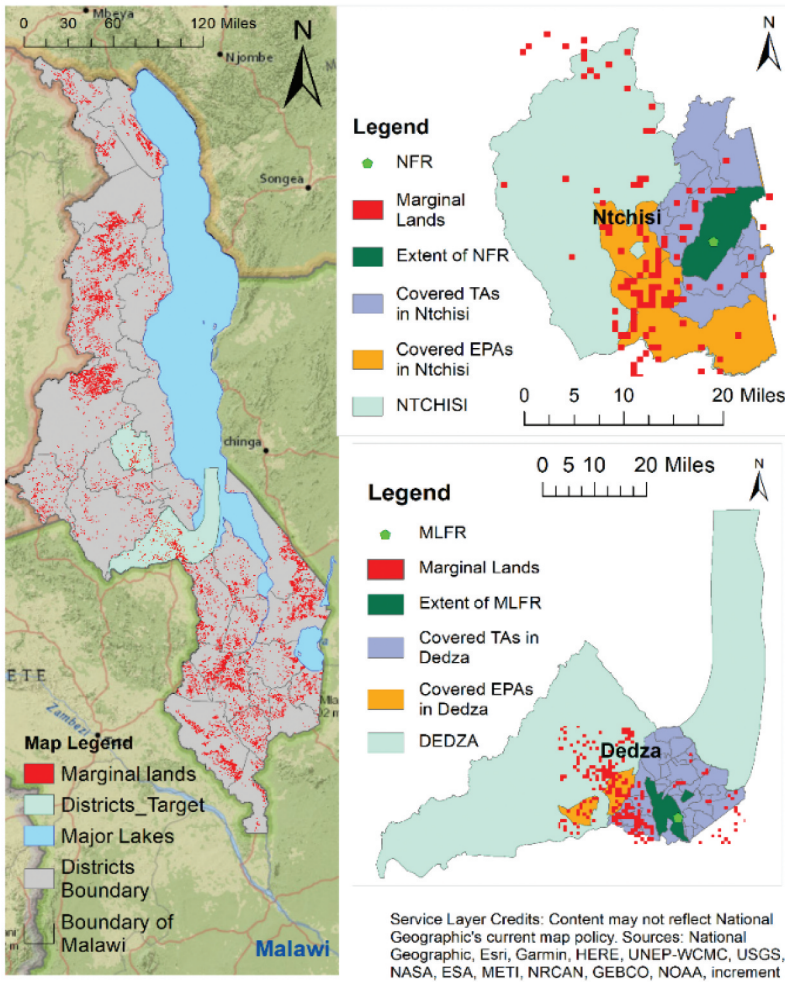 0 30 60 120 Miles
Mbeya
Njombe
N
Songea
chinga
ETE
Zambezi
Map Legend
Marginal lands
Districts_Target
Major Lakes
Districts
Boundary
Boundary of
Malawi
Malawi
N
Legend
NFR
Marginal
Lands
Extent of NFR
Covered TAs
in Ntchisi
Covered EPAs
in Ntchisi
NTCHISI
Ntchisi
0 5 10 20 Miles
0 5 10 20 Miles
N
Legend
MLFR
Marginal Lands
Extent of MLFR
Covered TAs in
Dedza
Covered EPAs
in Dedza
DEDZA
Dedza
Service Layer Credits: Content may not reflect National
Geographic's current map policy. Sources: National
Geographic, Esri, Garmin, HERE, UNEP-WCMC, USGS,
NASA, ESA, METI, NRCAN, GEBCO, NOAA, increment